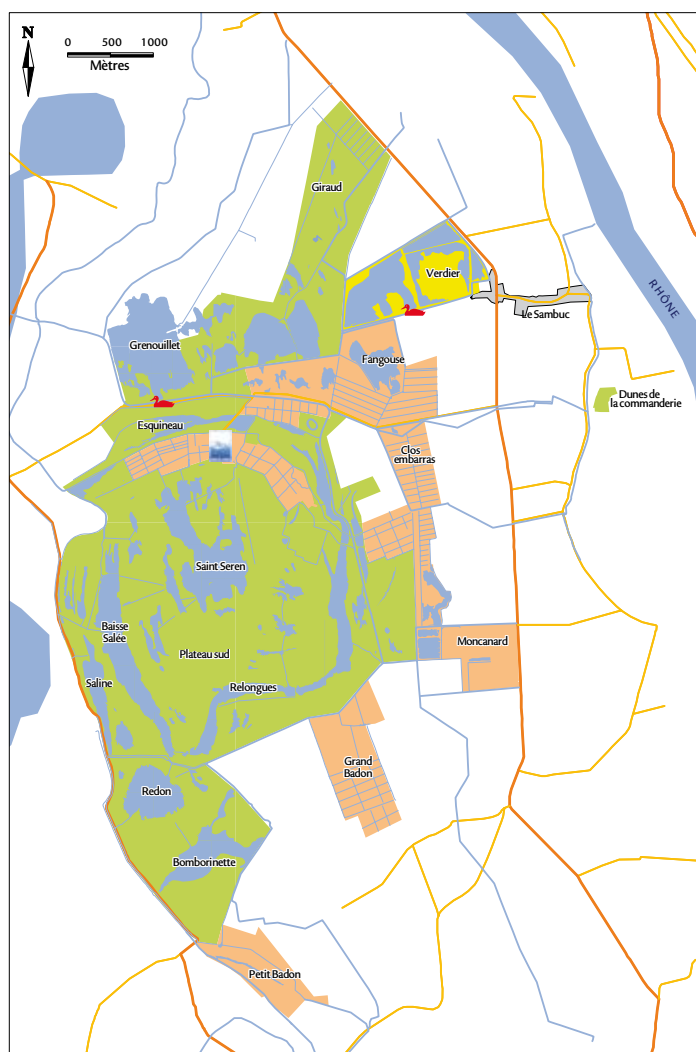 N
0 500 1000
Mètres
Giraud
Verdier
RHÔNE
Le Sambuc
Grenouillet
Fangouse
Dunes de
la commanderie
Esquineau
Clos
embarras
Saint Seren
Baisse
Salée
Moncanard
Plateau sud
Saline
Relongues
Grand
Badon
Redon
Bomborinette
Petit Badon